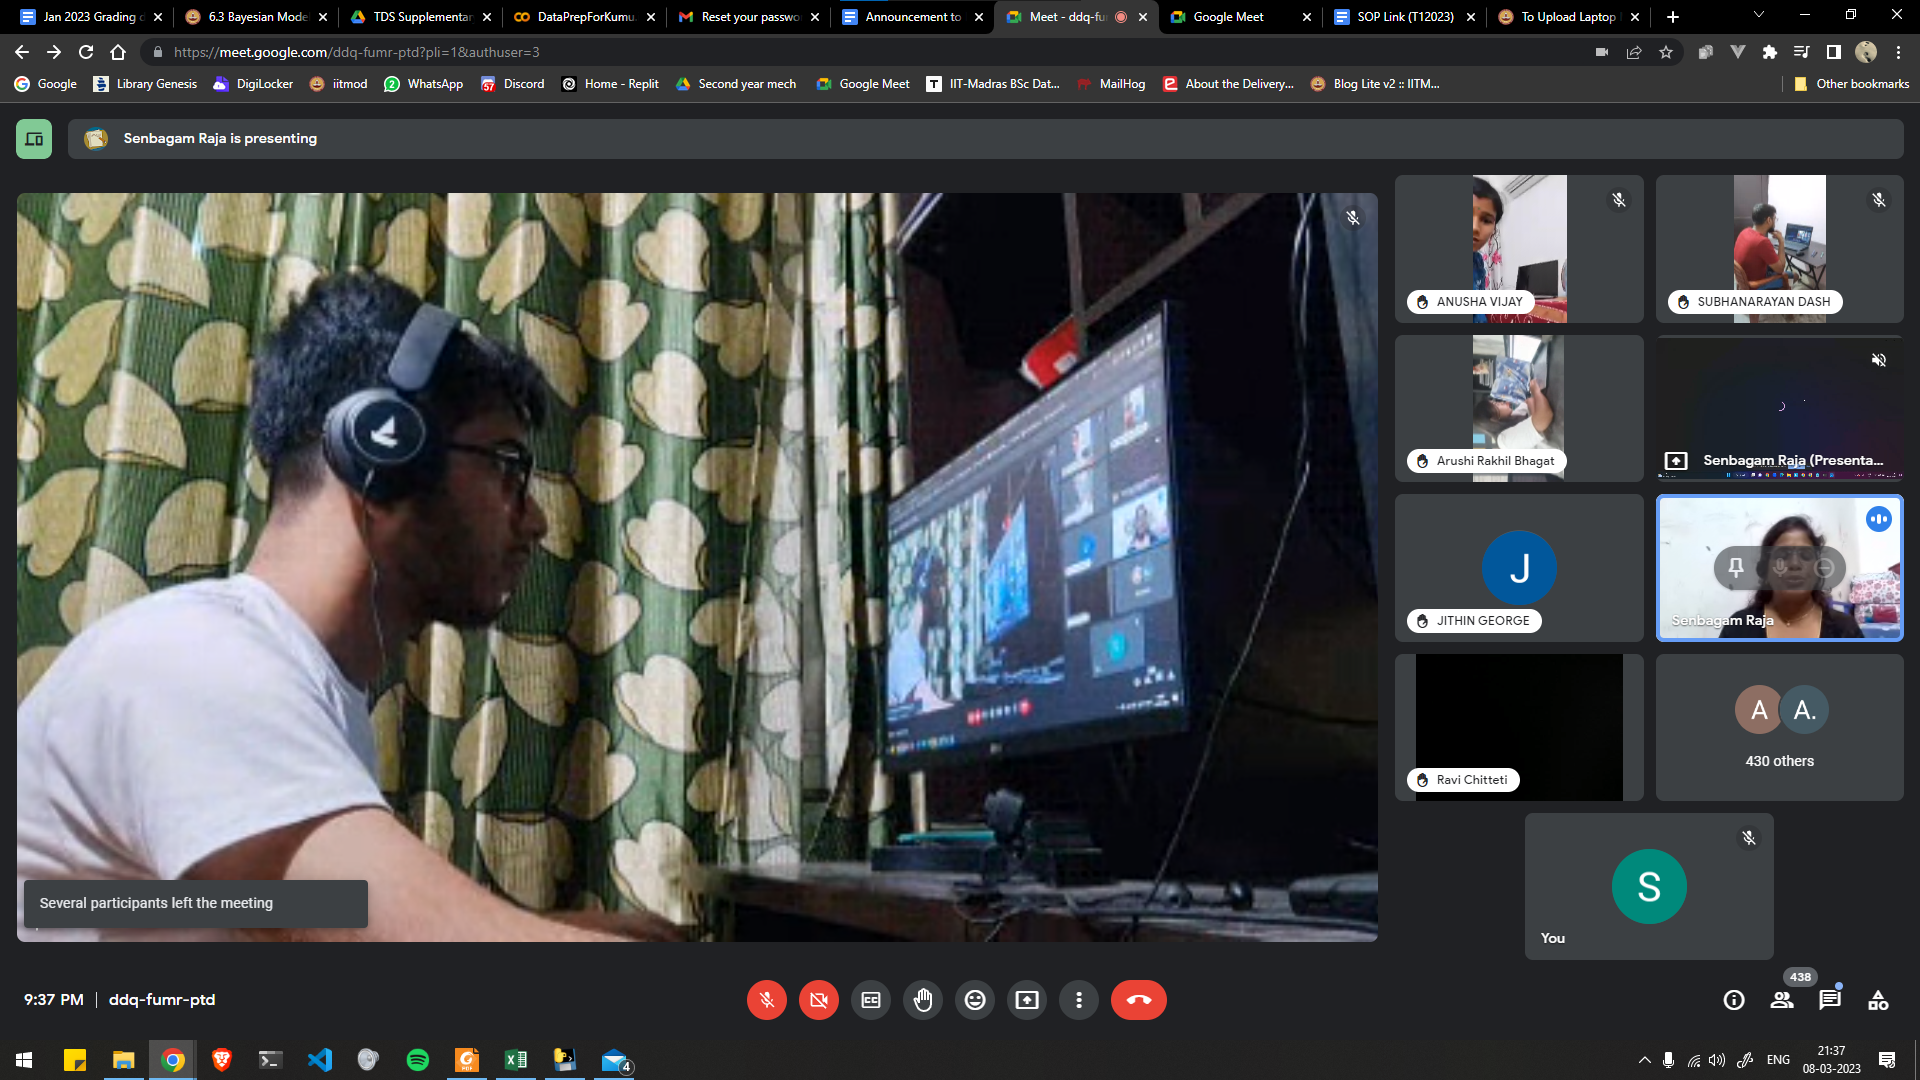 Jan 2023 Grading d
6.3 Bayesian Mode
TDS Supplementar
DataPrepForKumu.
Reset your passwo
Announcement to
Meet - ddq-fu
Google Meet
SOP Link (T12023)
To Upload Laptop
https://meet.google.com/ddq-fumr-ptd?pli=1&authuser=3
Google
Library Genesis
DigiLocker
iitmod
WhatsApp
57
Discord
Home - Replit
Second year mech
Google Meet
T
IIT-Madras BSc Dat...
MailHog
About the Delivery...
Blog Lite v2 :: IITM...
Other bookmarks
Senbagam Raja is presenting
ANUSHA VIJAY
SUBHANARAYAN DASH
Arushi Rakhil Bhagat
Senbagam Raja (Presenta...
J
JITHIN GEORGE
Senbagam Raja
Ravi Chitteti
A
A.
430 others
S
You
Several participants left the meeting
9:37 PM | ddq-fumr-ptd
CC
438
4
ENG
21:37
08-03-2023